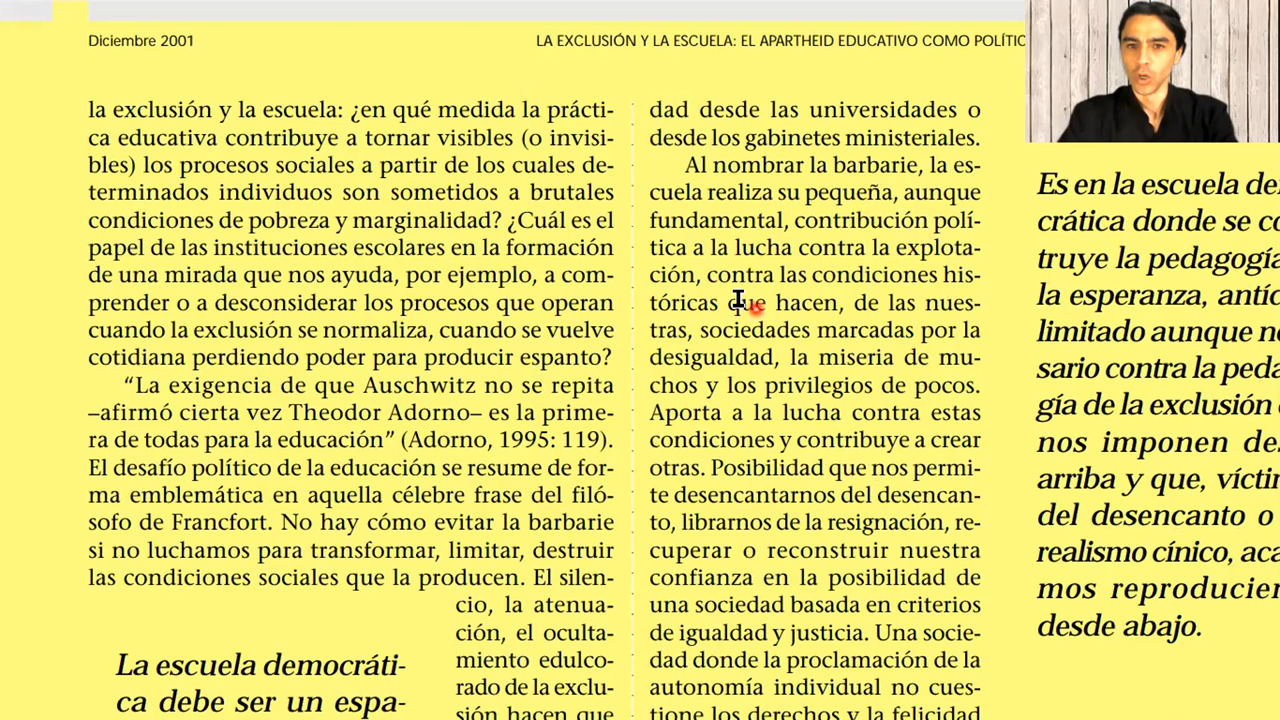 Diciembre 2001
LA EXCLUSIÓN Y LA ESCUELA: EL APARTHEID EDUCATIVO COMO POLÍTIC
la exclusión y la escuela: ¿en qué medida la prácti-
ca educativa contribuye a tornar visibles (o invisi-
bles) los procesos sociales a partir de los cuales de-
terminados individuos son sometidos a brutales
condiciones de pobreza y marginalidad? ¿Cuál es el
papel de las instituciones escolares en la formación
de una mirada que nos ayuda, por ejemplo, a com-
prender o a desconsiderar los procesos que operan
cuando la exclusión se normaliza, cuando se vuelve
cotidiana perdiendo poder para producir espanto?
“La exigencia de que Auschwitz no se repita
–afirmó cierta vez Theodor Adorno– es la prime-
ra de todas para la educación” (Adorno, 1995: 119).
El desafío político de la educación se resume de for-
ma emblemática en aquella célebre frase del filó-
sofo de Francfort. No hay cómo evitar la barbarie
si no luchamos para transformar, limitar, destruir
las condiciones sociales que la producen. El silen-
cio, la atenua-
ción, el oculta-
miento edulco-
rado de la exclu-
sión hacen que
La escuela democráti-
ca debe ser un espa-
dad desde las universidades o
desde los gabinetes ministeriales.
Al nombrar la barbarie, la es-
cuela realiza su pequeña, aunque
fundamental, contribución polí-
tica a la lucha contra la explota-
ción, contra las condiciones his-
tóricas que hacen, de las nues-
tras, sociedades marcadas por la
desigualdad, la miseria de mu-
chos y los privilegios de pocos.
Aporta a la lucha contra estas
condiciones y contribuye a crear
otras. Posibilidad que nos permi-
te desencantarnos del desencan-
to, librarnos de la resignación, re-
cuperar o reconstruir nuestra
confianza en la posibilidad de
una sociedad basada en criterios
de igualdad y justicia. Una socie-
dad donde la proclamación de la
autonomía individual no cues-
tione los derechos y la felicidad
Es en la escuela de
crática donde se co
truye la pedagogía
la esperanza, antíd
limitado aunque ne
sario contra la peda
gía de la exclusión
nos imponen des
arriba y que, víctin
del desencanto o
realismo cínico, aca
mos reproducien
desde abajo.